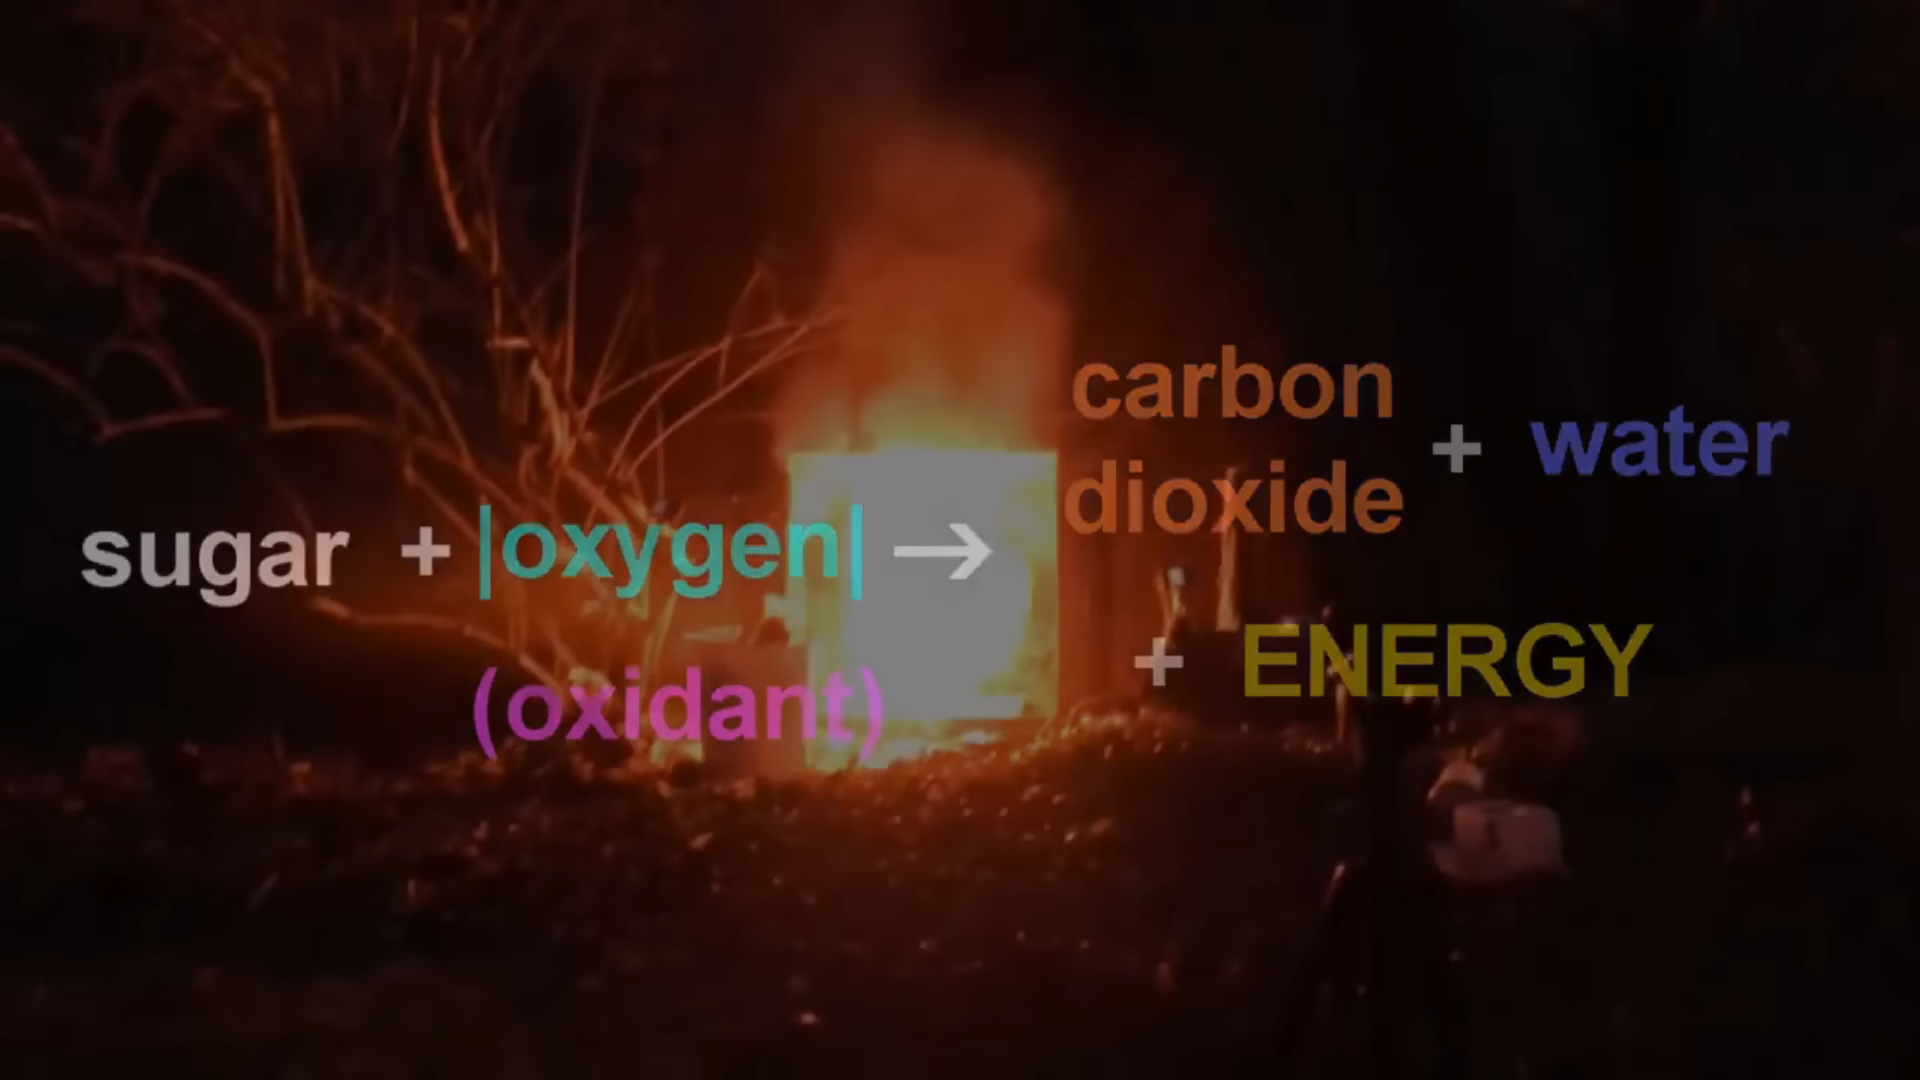 sugar + |oxygen| → carbon dioxide + water
(oxidant)
+ ENERGY